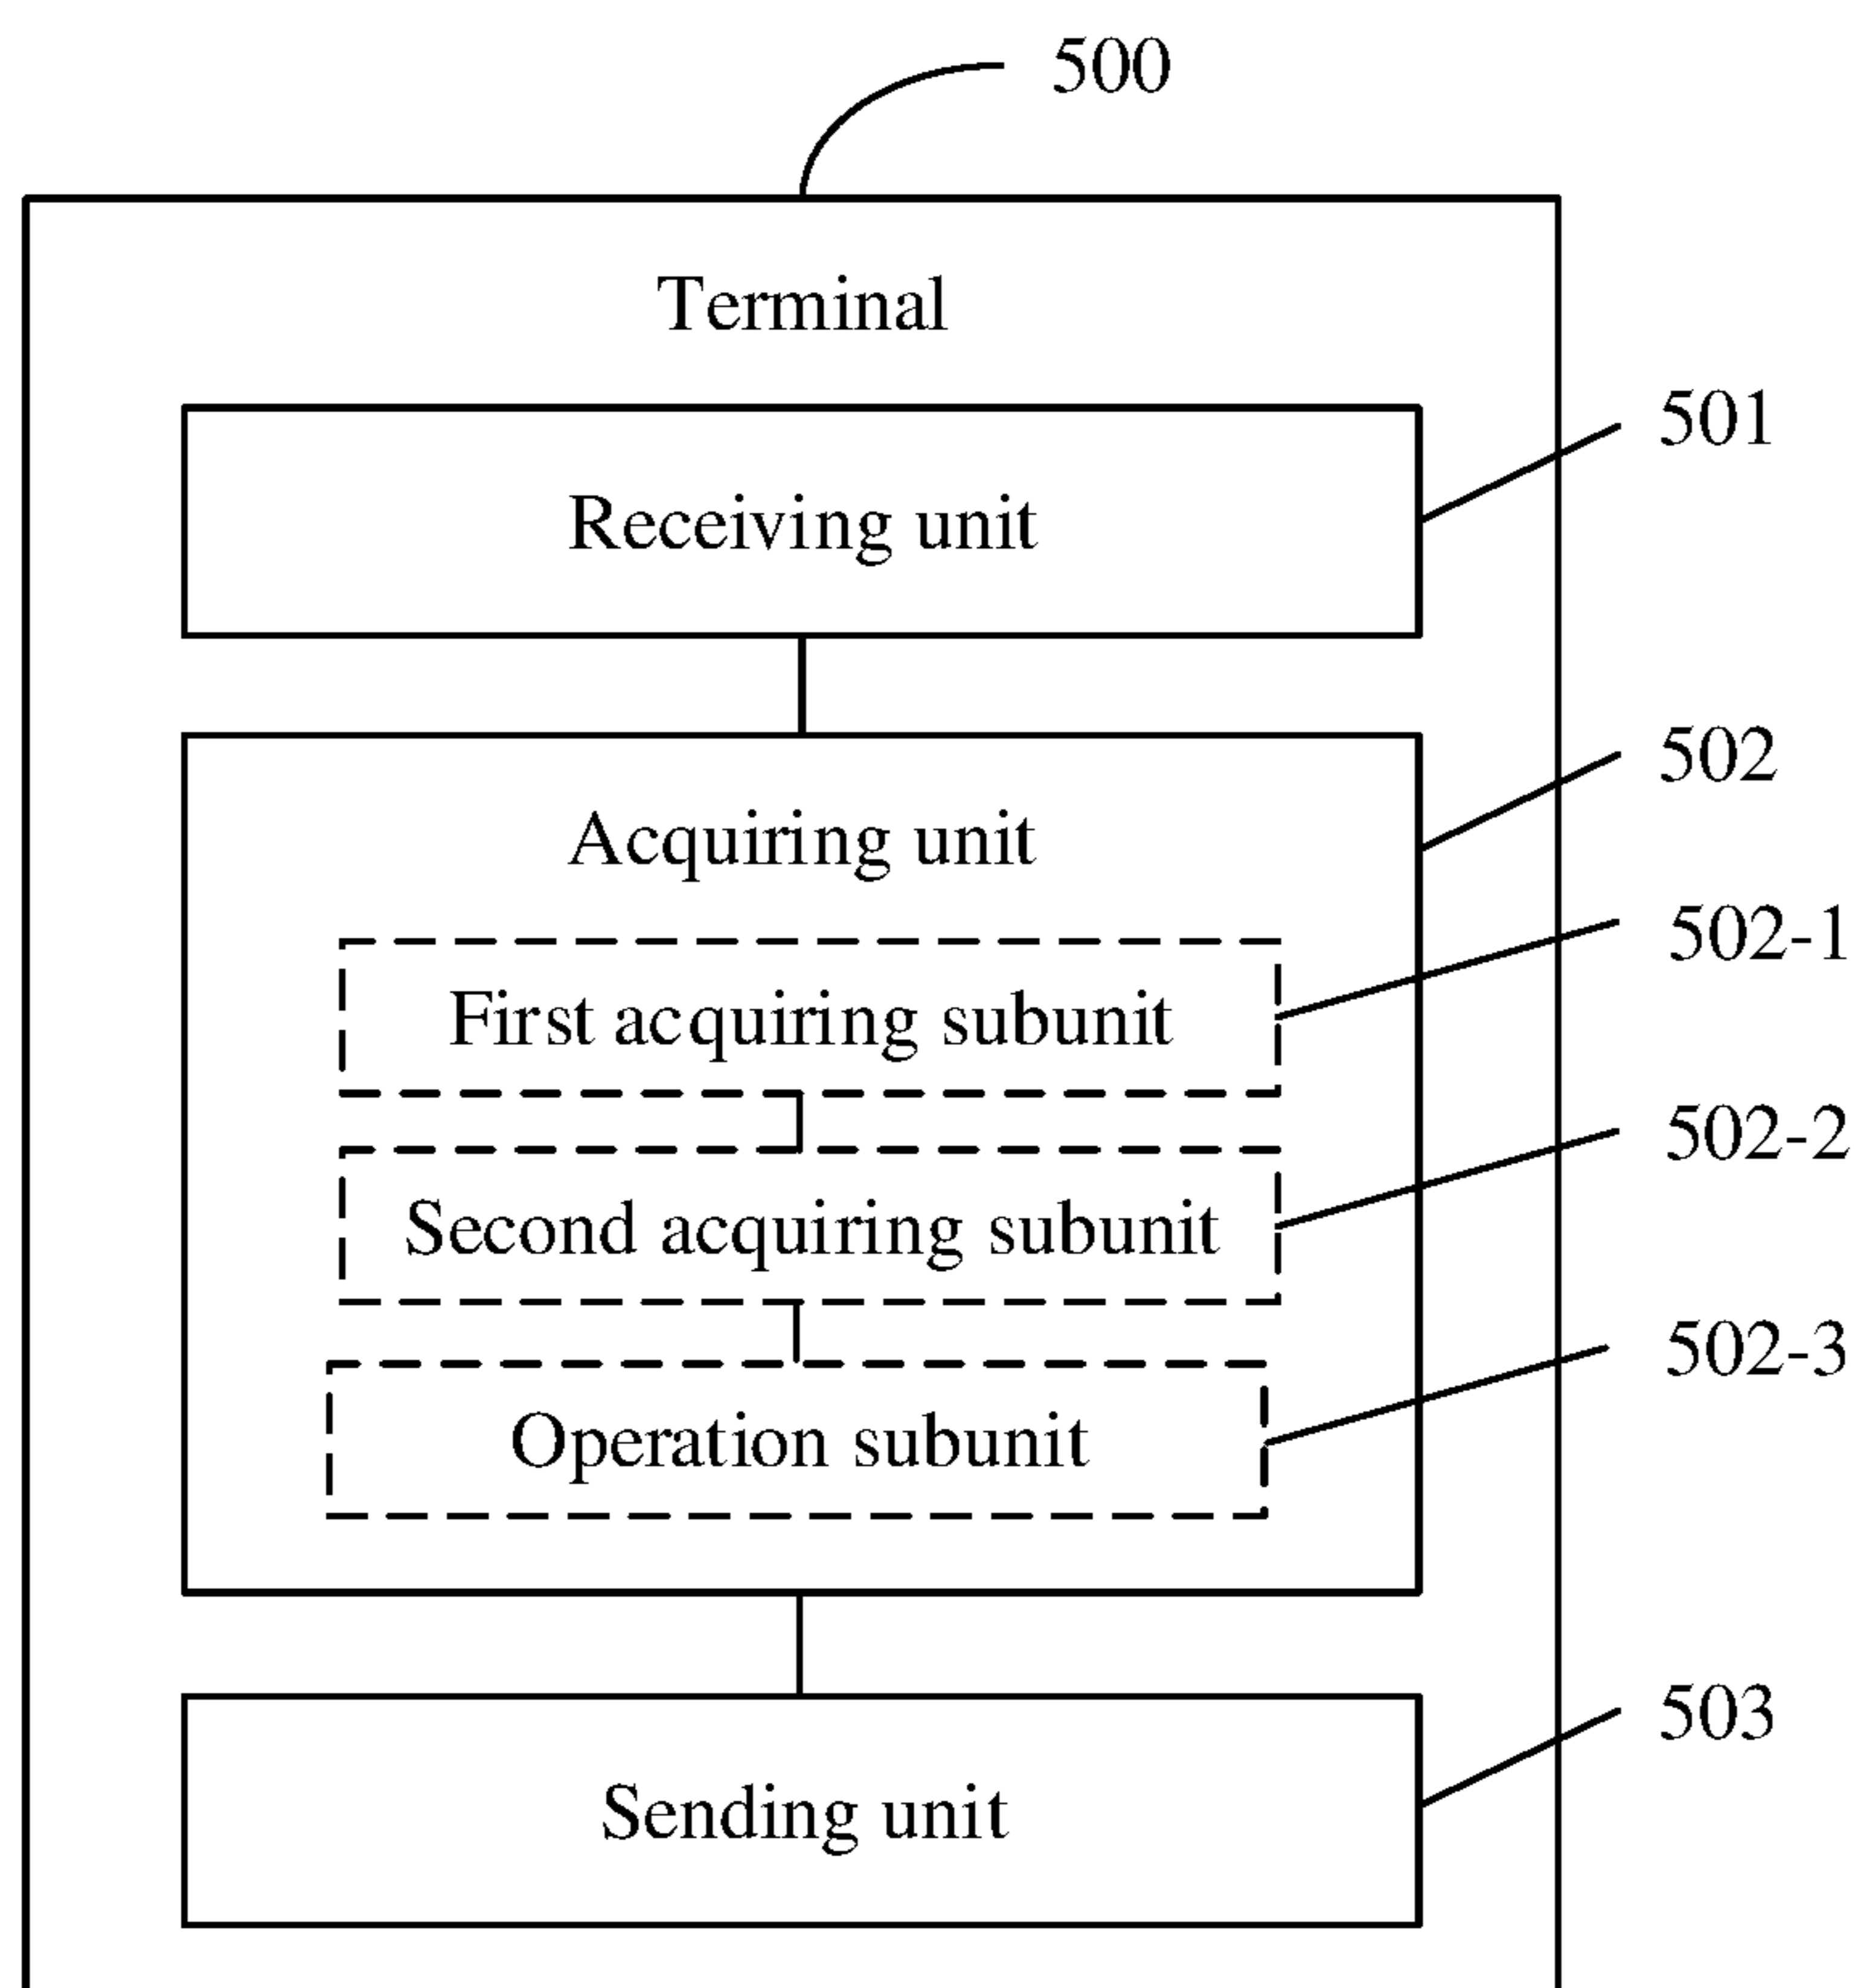 500
Terminal
501
Receiving unit
502
Acquiring unit
502-1
First acquiring subunit
502-2
Second acquiring subunit
502-3
Operation subunit
503
Sending unit